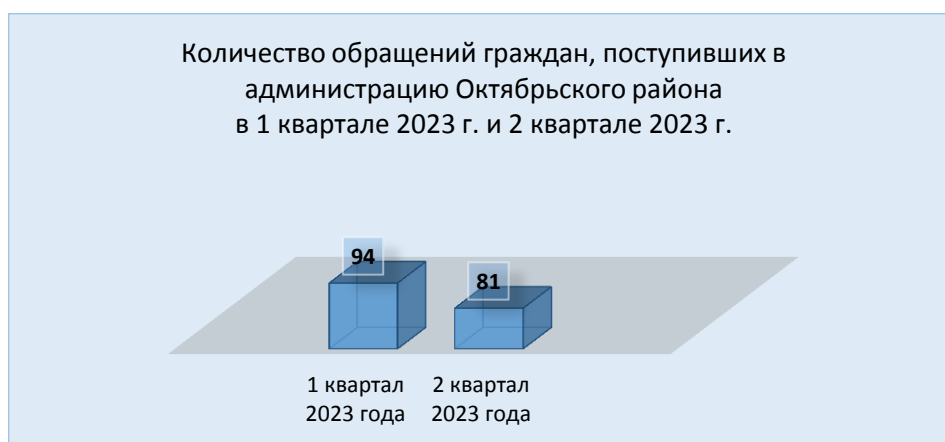 Количество обращений граждан, поступивших в
администрацию Октябрьского района
в 1 квартале 2023 г. и 2 квартале 2023 г.
94
81
1 квартал
2023 года
2 квартал
2023 года